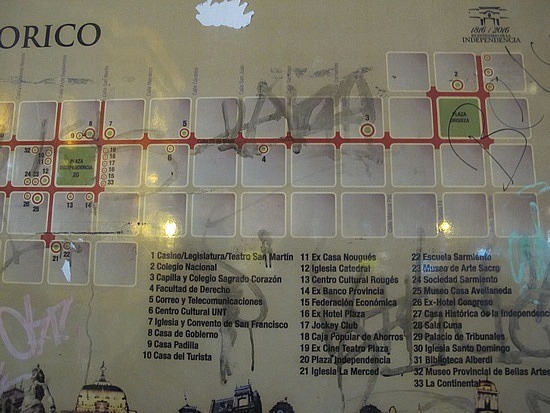 ORICO
1816 / 2016
INDEPENDENCIA
PLAZA
URQUIZA
PLAZA
INDEPENDENCIA
20
1 Casino/Legislatura/Teatro San Martín
2 Colegio Nacional
3 Capilla y Colegio Sagrado Corazón
4 Facultad de Derecho
5 Correo y Telecomunicaciones
6 Centro Cultural UNT
7 Iglesia y Convento de San Francisco
8 Casa de Gobierno
9 Casa Padilla
10 Casa del Turista
11 Ex Casa Nougués
12 Iglesia Catedral
13 Centro Cultural Rougés
14 Ex Banco Provincia
15 Federación Económica
16 Ex Hotel Plaza
17 Jockey Club
18 Caja Popular de Ahorros
19 Ex Cine Teatro Plaza
20 Plaza Independencia
21 Iglesia La Merced
22 Escuela Sarmiento
23 Museo de Arte Sacro
24 Sociedad Sarmiento
25 Museo Casa Avellaneda
26 Ex-Hotel Congreso
27 Casa Histórica de la Independencia
28 Sala Cuna
29 Palacio de Tribunales
30 Iglesia Santo Domingo
31 Biblioteca Alberdi
32 Museo Provincial de Bellas Artes
33 La Continental